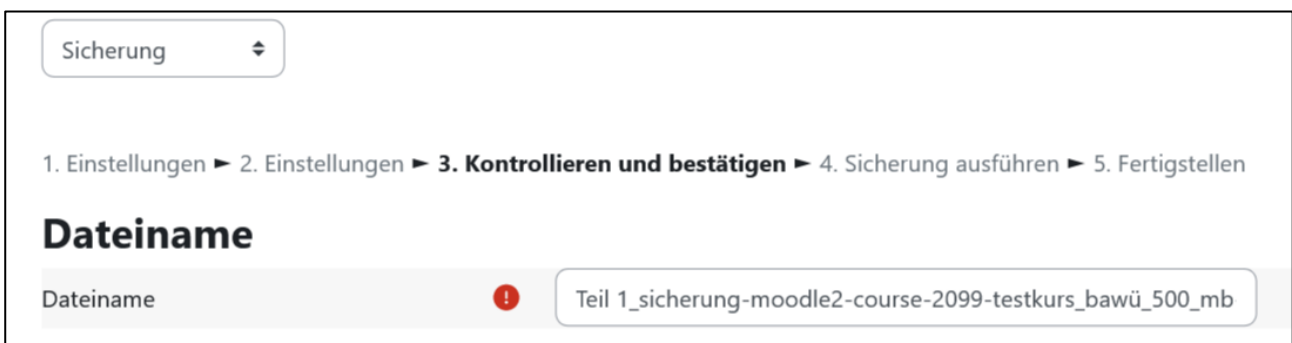 Sicherung
1. Einstellungen ► 2. Einstellungen ► 3. Kontrollieren und bestätigen ► 4. Sicherung ausführen ► 5. Fertigstellen
Dateiname
Dateiname ! Teil 1_sicherung-moodle2-course-2099-testkurs_bawü_500_mb